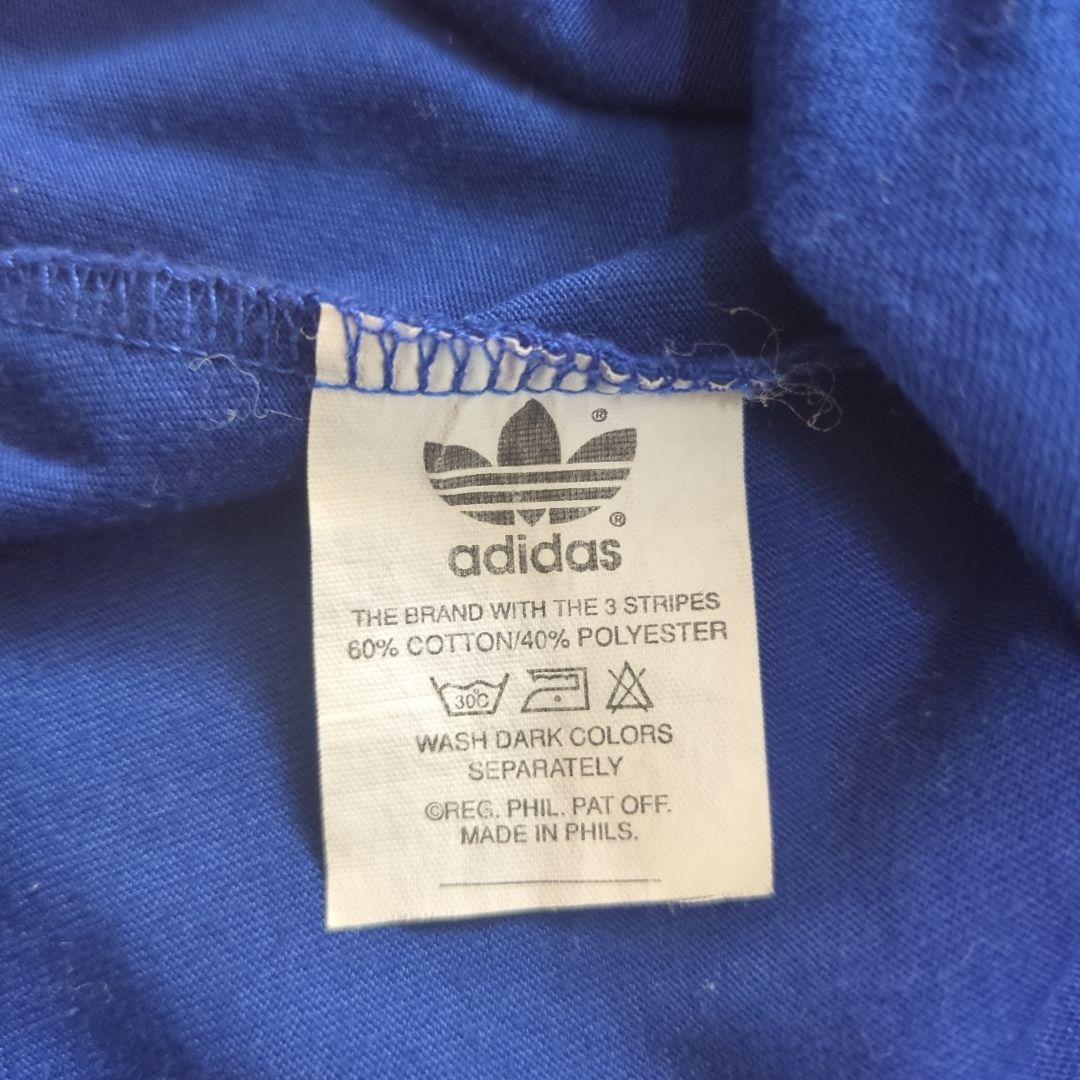 ®
®
adidas
THE BRAND WITH THE 3 STRIPES
60% COTTON/40% POLYESTER
30°C
WASH DARK COLORS
SEPARATELY
©REG. PHIL. PAT OFF.
MADE IN PHILS.